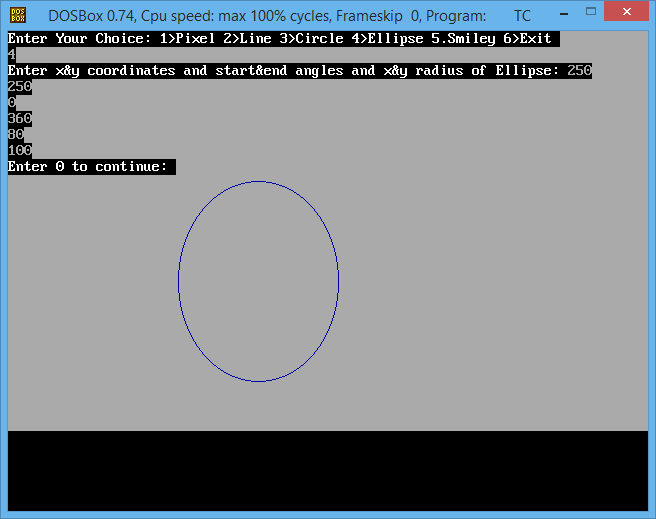 DOS
BOX
DOSBox 0.74, Cpu speed: max 100% cycles, Frameskip  0, Program:       TC
Enter Your Choice: 1>Pixel 2>Line 3>Circle 4>Ellipse 5.Smiley 6>Exit
4
Enter x&y coordinates and start&end angles and x&y radius of Ellipse: 250
250
0
360
80
100
Enter 0 to continue: